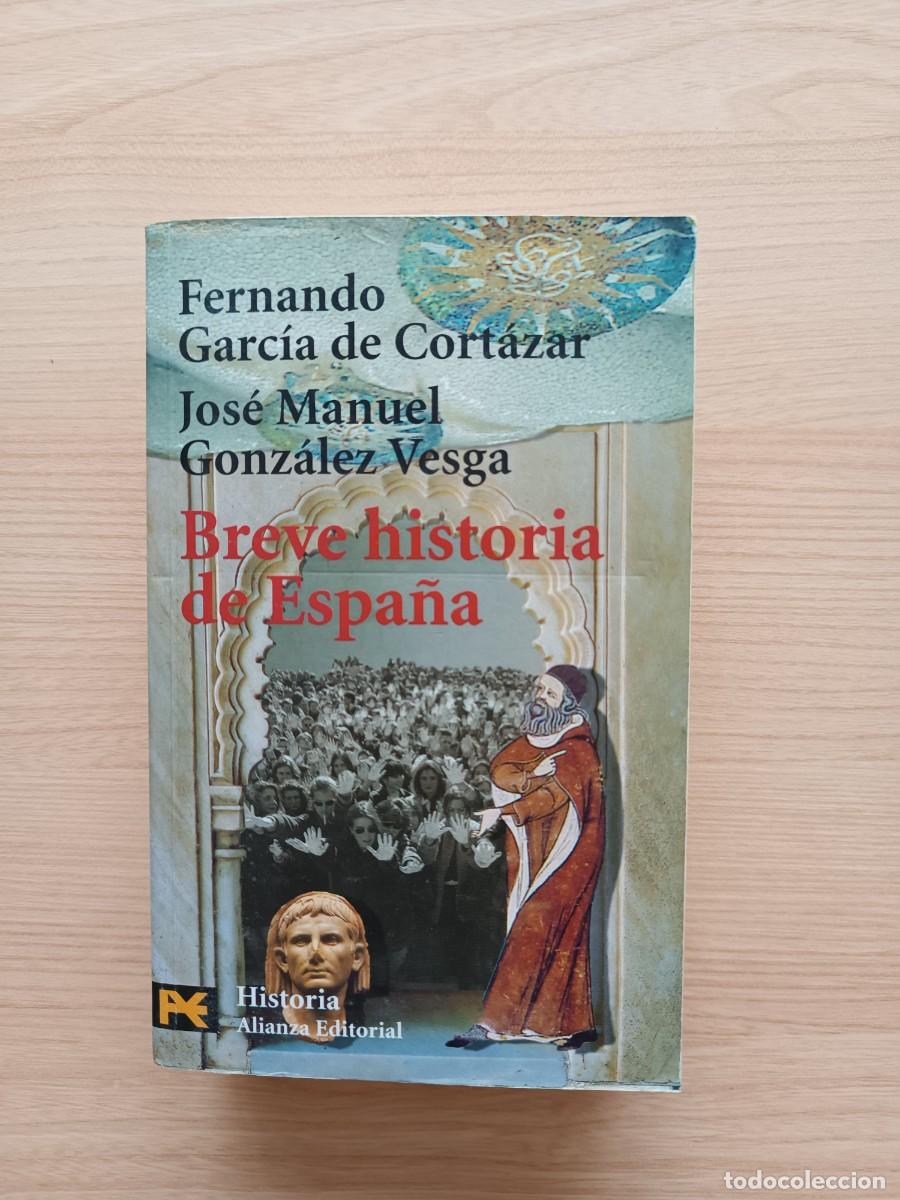 Fernando
García de Cortázar
José Manuel
González Vesga
Breve historia
de España
Historia
Alianza Editorial
todocoleccion